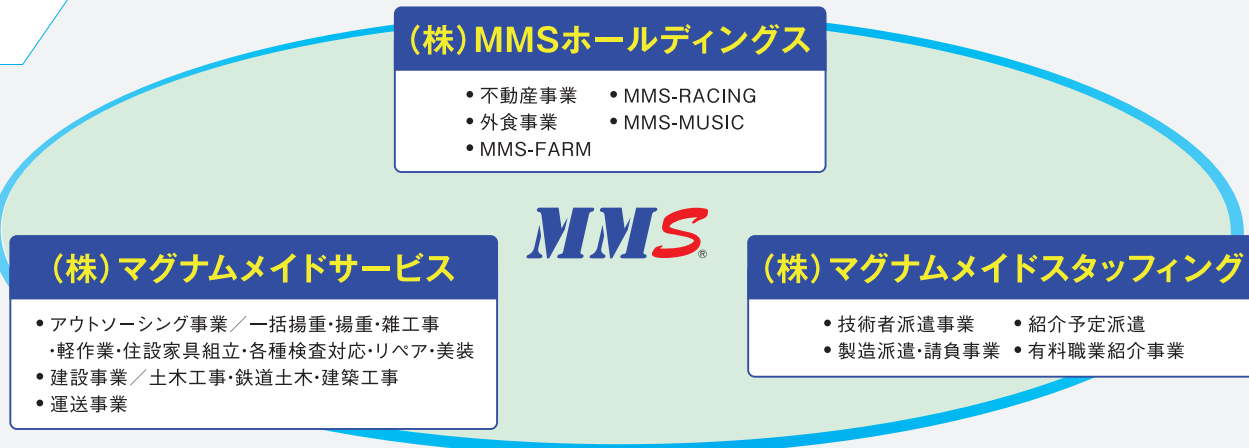 (株)MMSホールディングス
• 不動産事業 • MMS-RACING
• 外食事業 • MMS-MUSIC
• MMS-FARM
MMS®
(株)マグナムメイドサービス
• アウトソーシング事業／一括揚重・揚重・雑工事
・軽作業・住設家具組立・各種検査対応・リペア・美装
• 建設事業／土木工事・鉄道土木・建築工事
• 運送事業
(株)マグナムメイドスタッフィング
• 技術者派遣事業 • 紹介予定派遣
• 製造派遣・請負事業 • 有料職業紹介事業